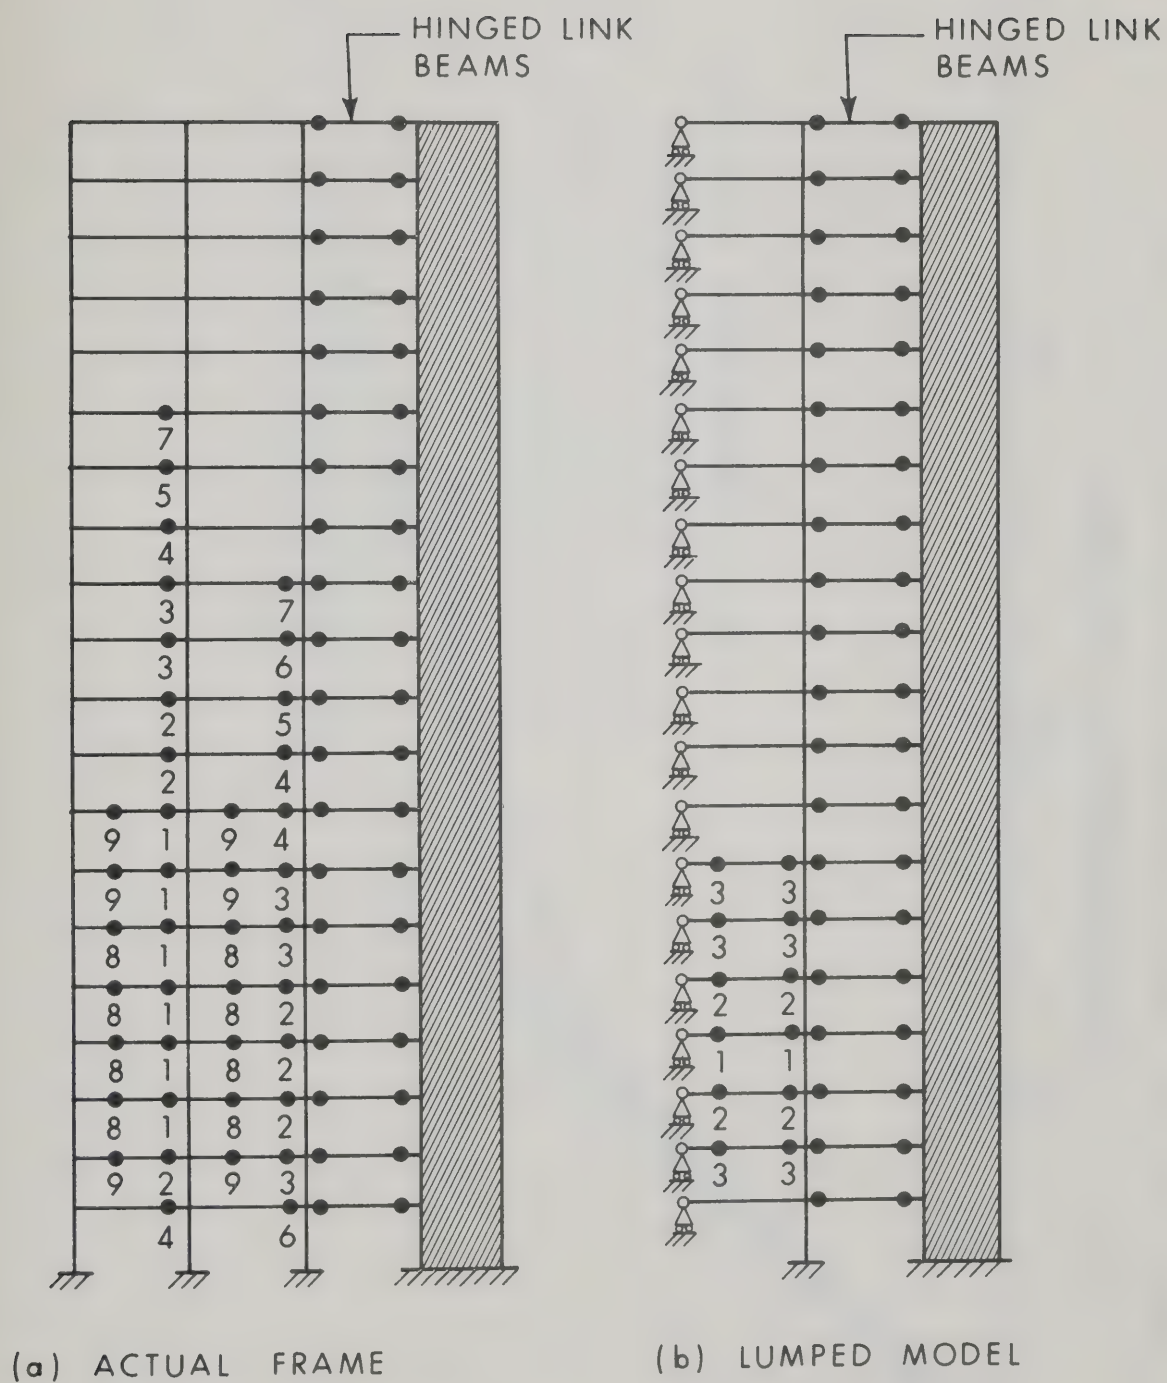 HINGED LINK
BEAMS
HINGED LINK
BEAMS
7
5
4
3 7
3 6
2 5
2 4
9 1 9 4
9 1 9 3
8 1 8 3
8 1 8 2
8 1 8 2
8 1 8 2
9 2 9 3
4 6
3 3
3 3
2 2
1 1
2 2
3 3
(a) ACTUAL FRAME
(b) LUMPED MODEL